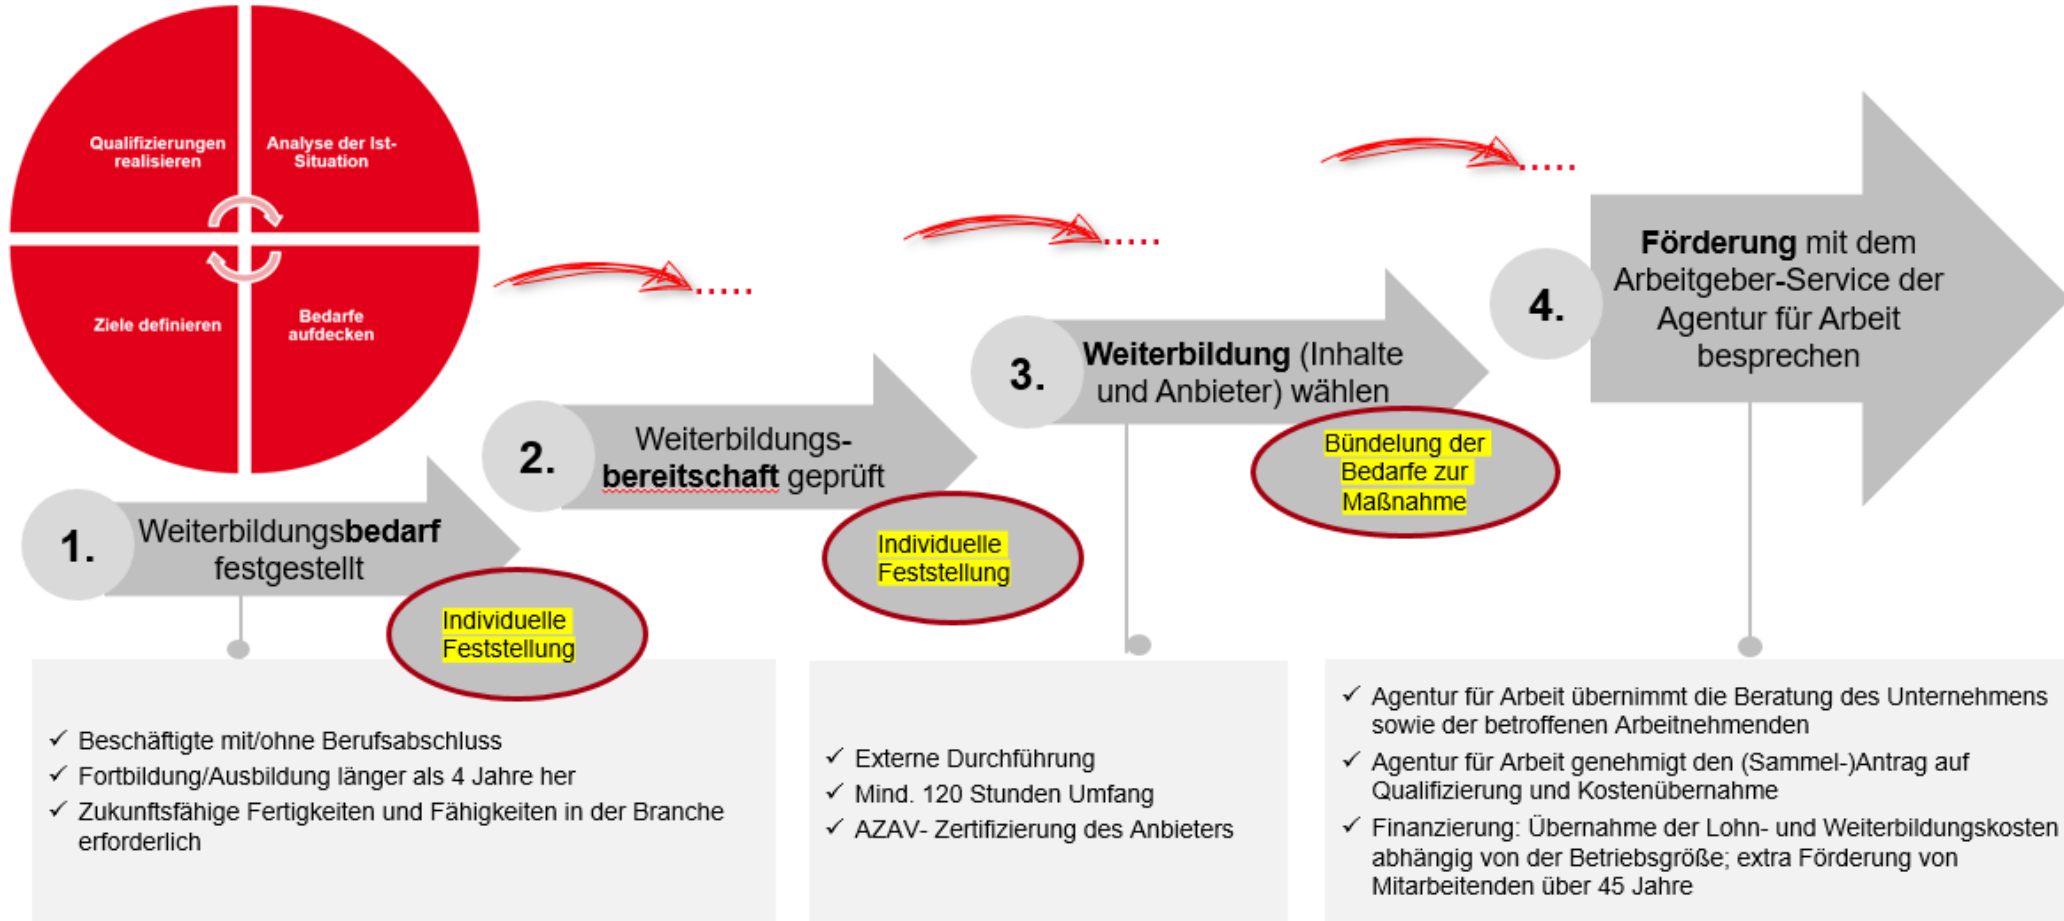 Qualifizierungen
realisieren
Analyse der Ist-
Situation
Ziele definieren
Bedarfe
aufdecken
.....
.....
.....
1.
Weiterbildungsbedarf
festgestellt
Individuelle
Feststellung
2.
Weiterbildungs-
bereitschaft geprüft
Individuelle
Feststellung
3.
Weiterbildung (Inhalte
und Anbieter) wählen
Bündelung der
Bedarfe zur
Maßnahme
4.
Förderung mit dem
Arbeitgeber-Service der
Agentur für Arbeit
besprechen
✓ Beschäftigte mit/ohne Berufsabschluss
✓ Fortbildung/Ausbildung länger als 4 Jahre her
✓ Zukunftsfähige Fertigkeiten und Fähigkeiten in der Branche
erforderlich
✓ Externe Durchführung
✓ Mind. 120 Stunden Umfang
✓ AZAV- Zertifizierung des Anbieters
✓ Agentur für Arbeit übernimmt die Beratung des Unternehmens
sowie der betroffenen Arbeitnehmenden
✓ Agentur für Arbeit genehmigt den (Sammel-)Antrag auf
Qualifizierung und Kostenübernahme
✓ Finanzierung: Übernahme der Lohn- und Weiterbildungskosten
abhängig von der Betriebsgröße; extra Förderung von
Mitarbeitenden über 45 Jahre